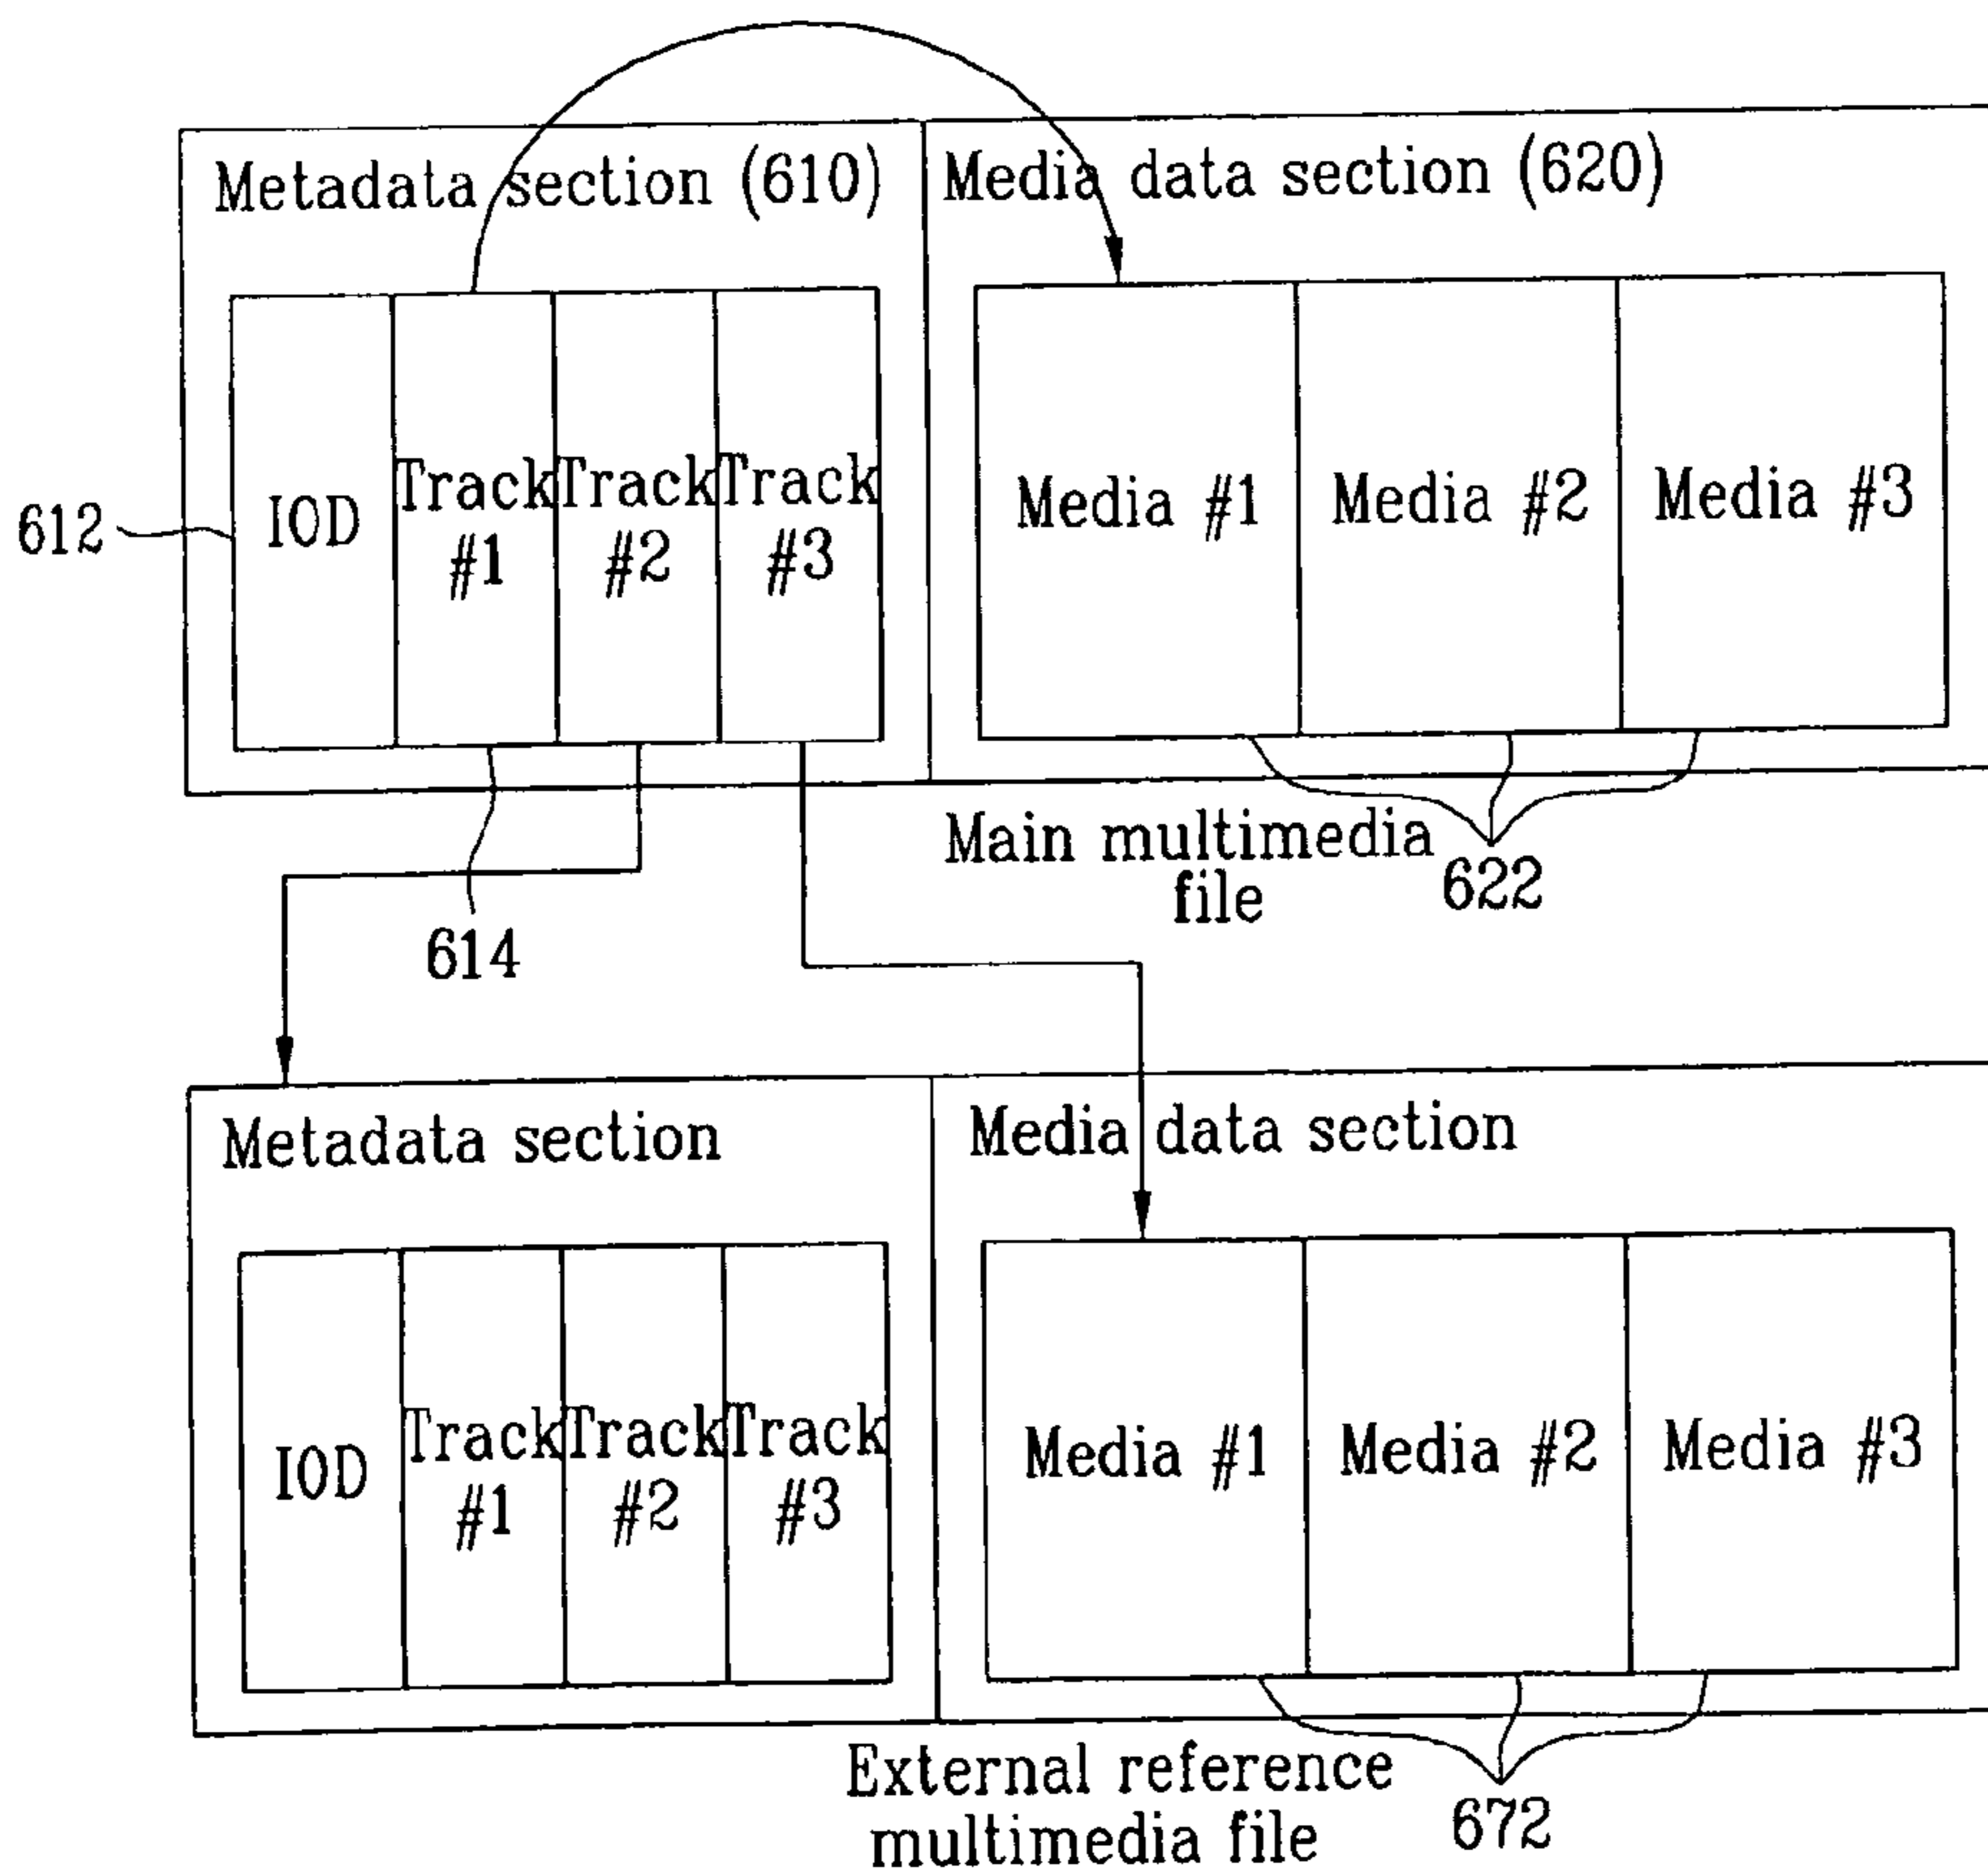 Metadata section (610)
Media data section (620)
612
IOD
Track
#1
Track
#2
Track
#3
Media #1
Media #2
Media #3
Main multimedia
file
622
614
Metadata section
Media data section
IOD
Track
#1
Track
#2
Track
#3
Media #1
Media #2
Media #3
External reference
multimedia file
672